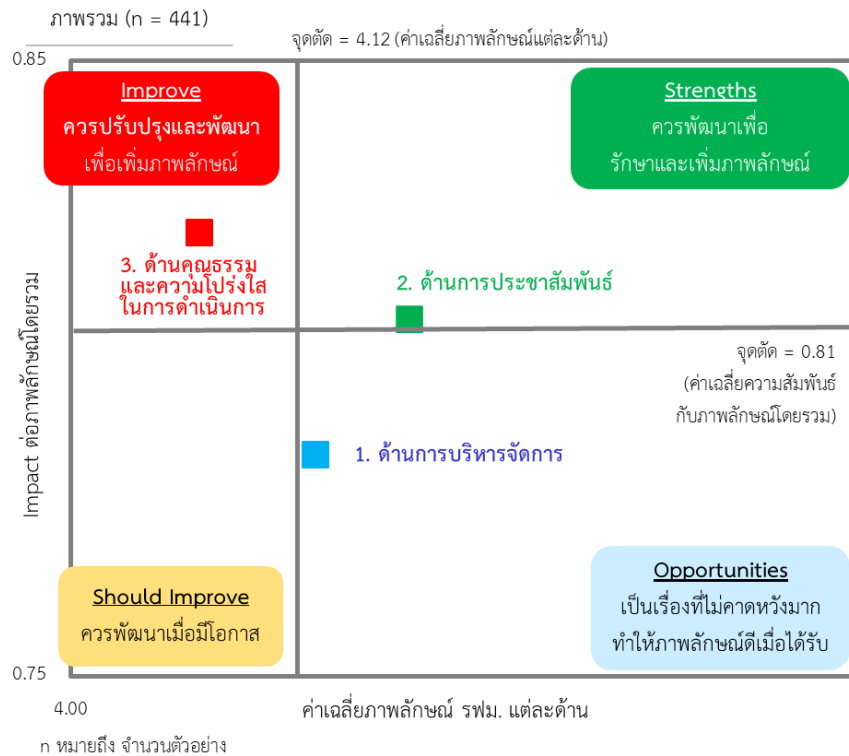 ภาพรวม (n = 441)
จุดตัด = 4.12 (ค่าเฉลี่ยภาพลักษณ์แต่ละด้าน)
0.85
Improve
ควรปรับปรุงและพัฒนา
เพื่อเพิ่มภาพลักษณ์
Strengths
ควรพัฒนาเพื่อ
รักษาและเพิ่มภาพลักษณ์
3. ด้านคุณธรรม
และความโปร่งใส
ในการดำเนินการ
2. ด้านการประชาสัมพันธ์
จุดตัด = 0.81
(ค่าเฉลี่ยความสัมพันธ์
กับภาพลักษณ์โดยรวม)
Impact ต่อภาพลักษณ์โดยรวม
1. ด้านการบริหารจัดการ
Should Improve
ควรพัฒนาเมื่อมีโอกาส
Opportunities
เป็นเรื่องที่ไม่คาดหวังมาก
ทำให้ภาพลักษณ์ดีเมื่อได้รับ
0.75
4.00
ค่าเฉลี่ยภาพลักษณ์ รฟม. แต่ละด้าน
n หมายถึง จำนวนตัวอย่าง